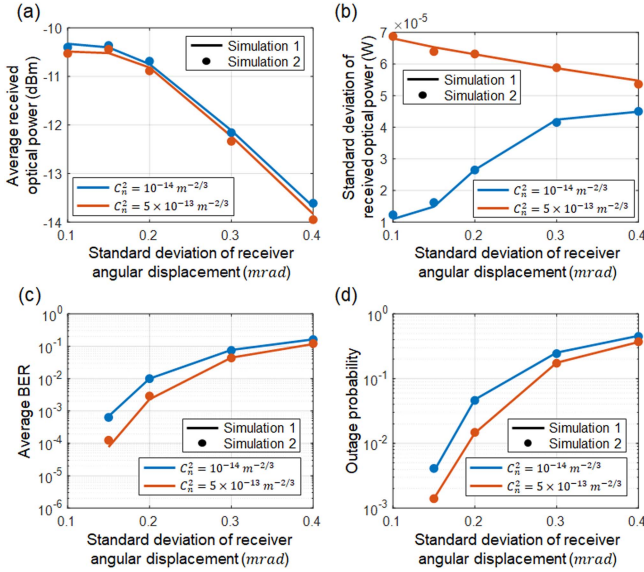 (a)
-10
-11
-12
-13
-14
Average received
optical power (dBm)
Simulation 1
Simulation 2
C_n^2 = 10^{-14} m^{-2/3}
C_n^2 = 5 × 10^{-13} m^{-2/3}
0.1 0.2 0.3 0.4
Standard deviation of receiver
angular displacement (mrad)
(b)
×10^{-5}
7
6
5
4
3
2
1
Standard deviation of
received optical power (W)
Simulation 1
Simulation 2
C_n^2 = 10^{-14} m^{-2/3}
C_n^2 = 5 × 10^{-13} m^{-2/3}
0.1 0.2 0.3 0.4
Standard deviation of receiver
angular displacement (mrad)
(c)
10^0
10^{-1}
10^{-2}
10^{-3}
10^{-4}
10^{-5}
10^{-6}
Average BER
Simulation 1
Simulation 2
C_n^2 = 10^{-14} m^{-2/3}
C_n^2 = 5 × 10^{-13} m^{-2/3}
0.1 0.2 0.3 0.4
Standard deviation of receiver
angular displacement (mrad)
(d)
10^0
10^{-1}
10^{-2}
10^{-3}
Outage probability
Simulation 1
Simulation 2
C_n^2 = 10^{-14} m^{-2/3}
C_n^2 = 5 × 10^{-13} m^{-2/3}
0.1 0.2 0.3 0.4
Standard deviation of receiver
angular displacement (mrad)